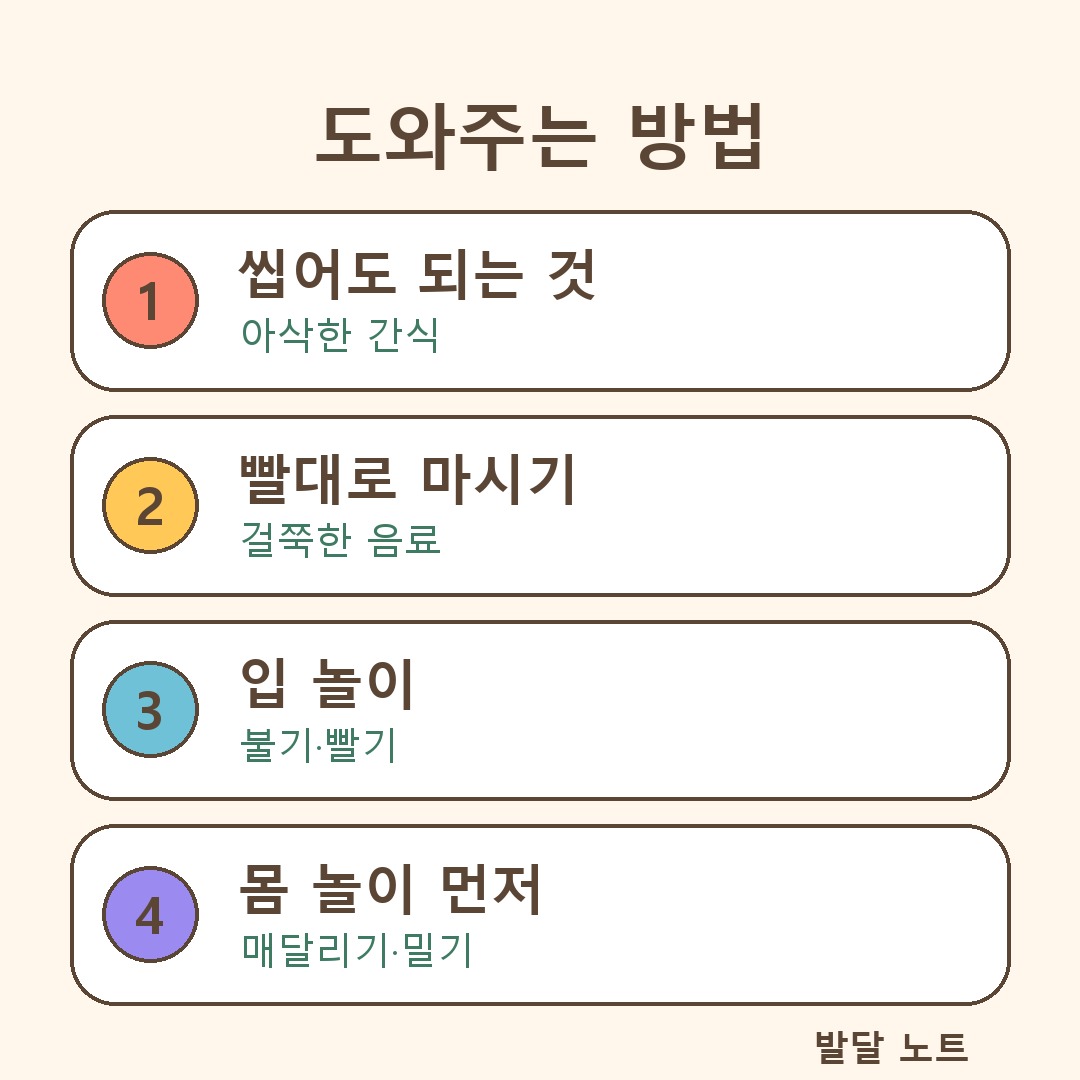 도와주는 방법
1
씹어도 되는 것
아삭한 간식
2
빨대로 마시기
걸쭉한 음료
3
입 놀이
불기·빨기
4
몸 놀이 먼저
매달리기·밀기
발달 노트